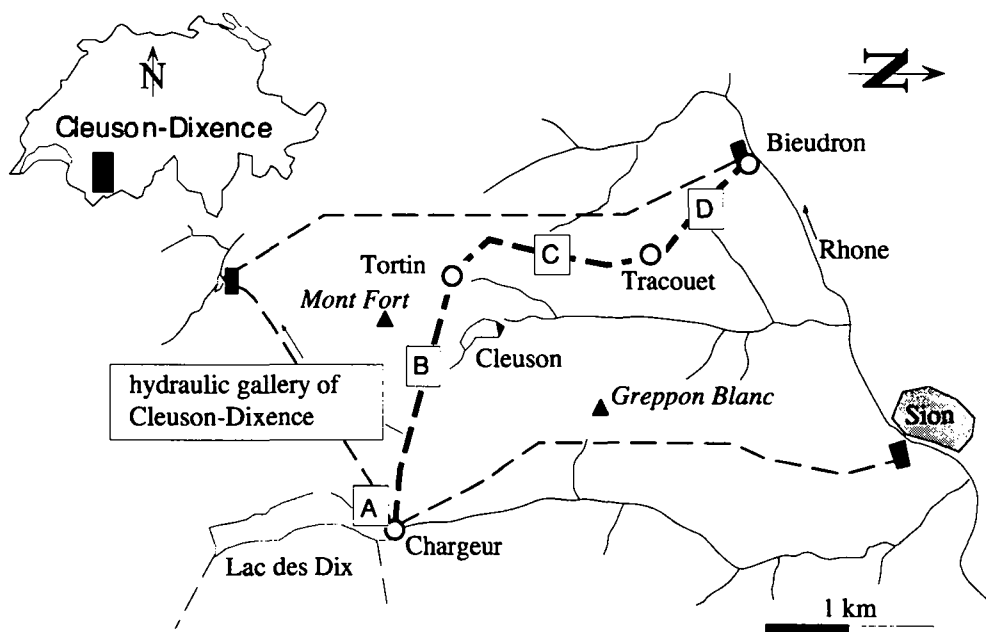 N
Cleuson-Dixence
N
Bieudron
D
Rhone
C
Tortin
Tracouet
Mont Fort
B
Cleuson
hydraulic gallery of
Cleuson-Dixence
Greppon Blanc
Sion
A
Chargeur
Lac des Dix
1 km